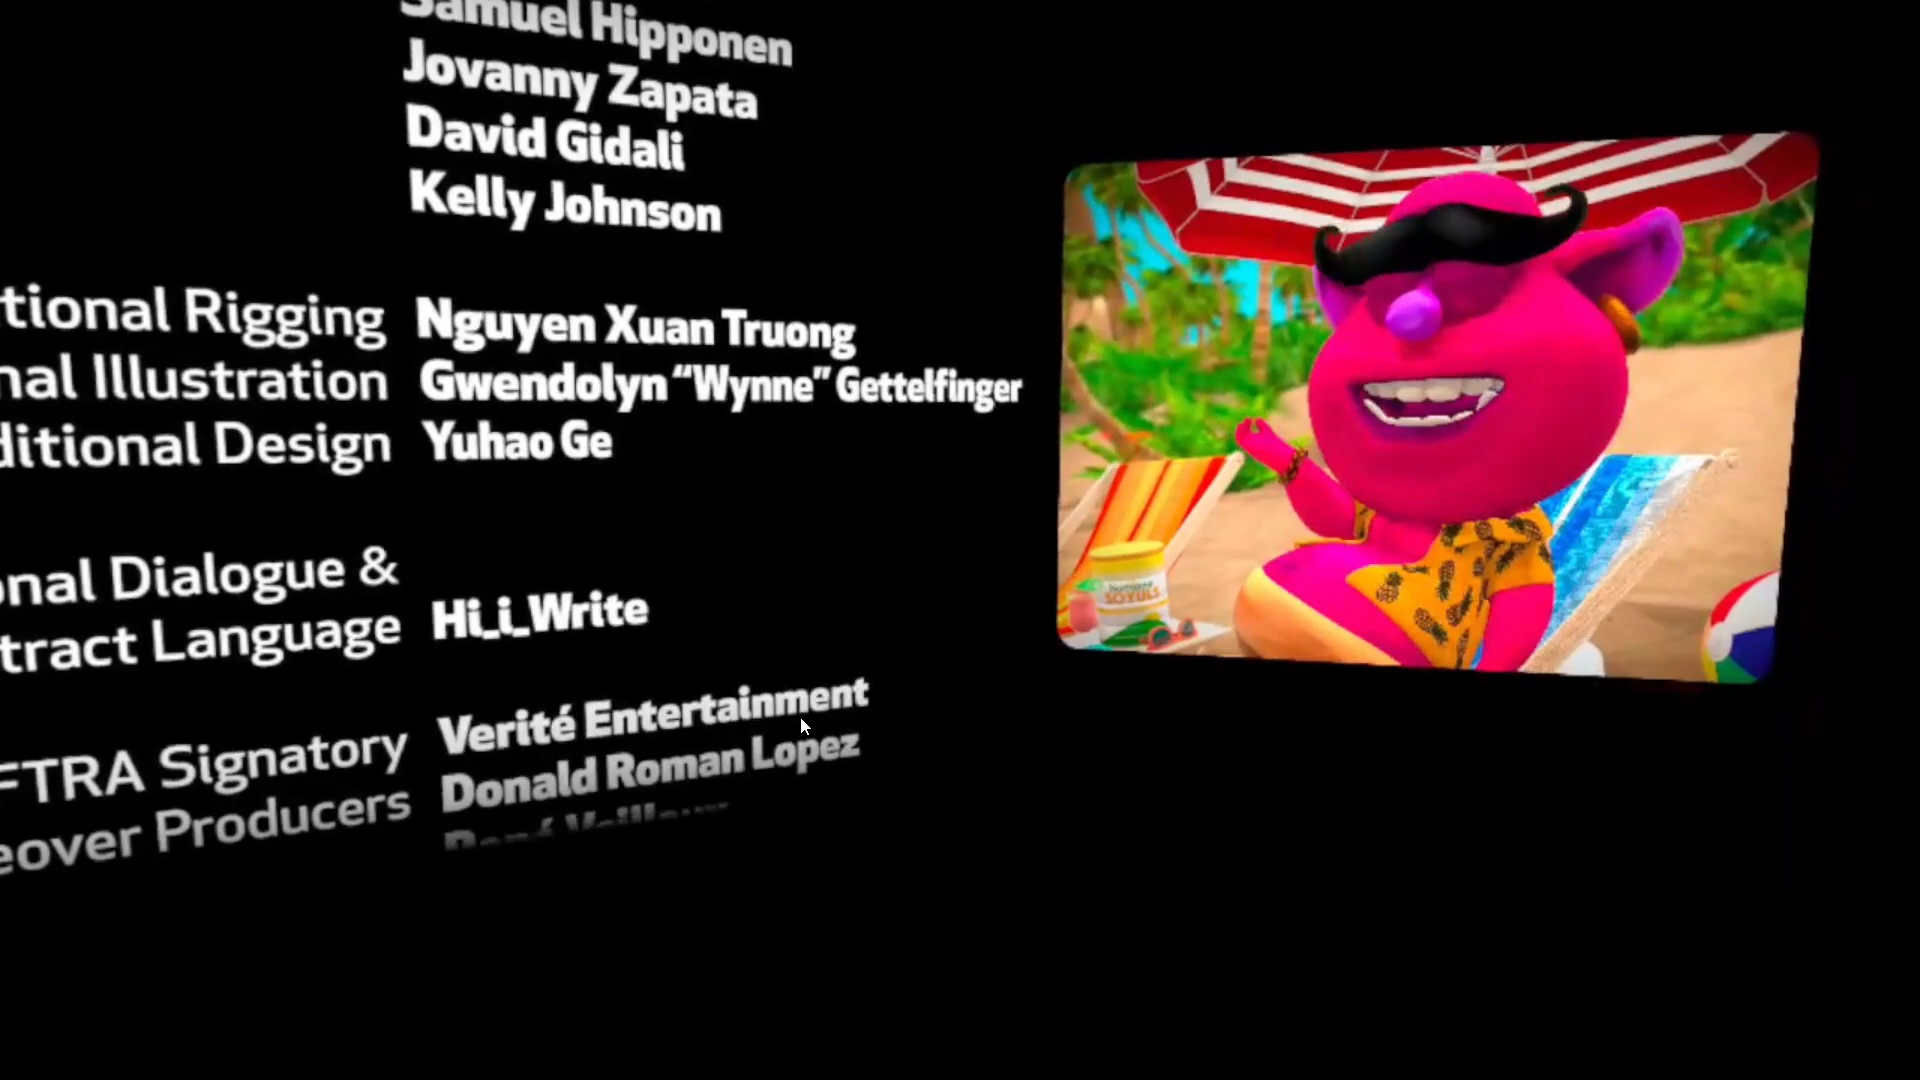 Samuel Hipponen
Jovanny Zapata
David Gidali
Kelly Johnson
tional Rigging Nguyen Xuan Truong
nal Illustration Gwendolyn “Wynne” Gettelfinger
ditional Design Yuhao Ge
onal Dialogue &
tract Language Hi_i_Write
FTRA Signatory Verité Entertainment
eover Producers Donald Roman Lopez
SOYULS